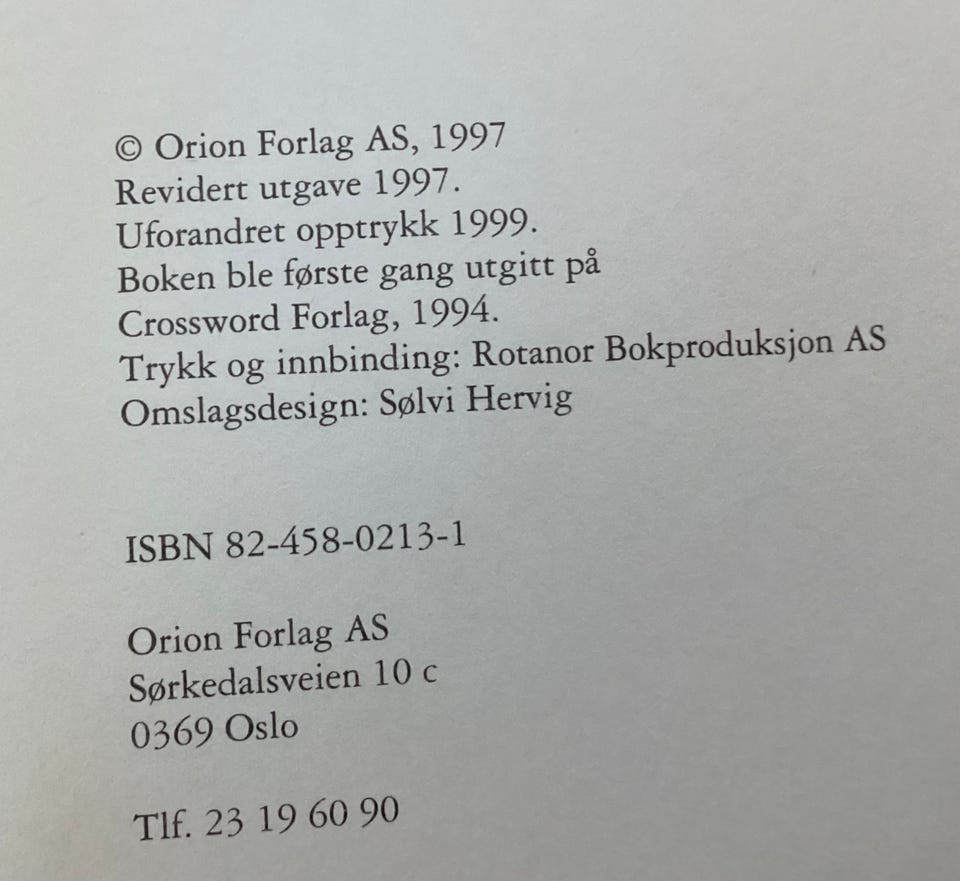 © Orion Forlag AS, 1997
Revidert utgave 1997.
Uforandret opptrykk 1999.
Boken ble første gang utgitt på
Crossword Forlag, 1994.
Trykk og innbinding: Rotanor Bokproduksjon AS
Omslagsdesign: Sølvi Hervig
ISBN 82-458-0213-1
Orion Forlag AS
Sørkedalsveien 10 c
0369 Oslo
Tlf. 23 19 60 90